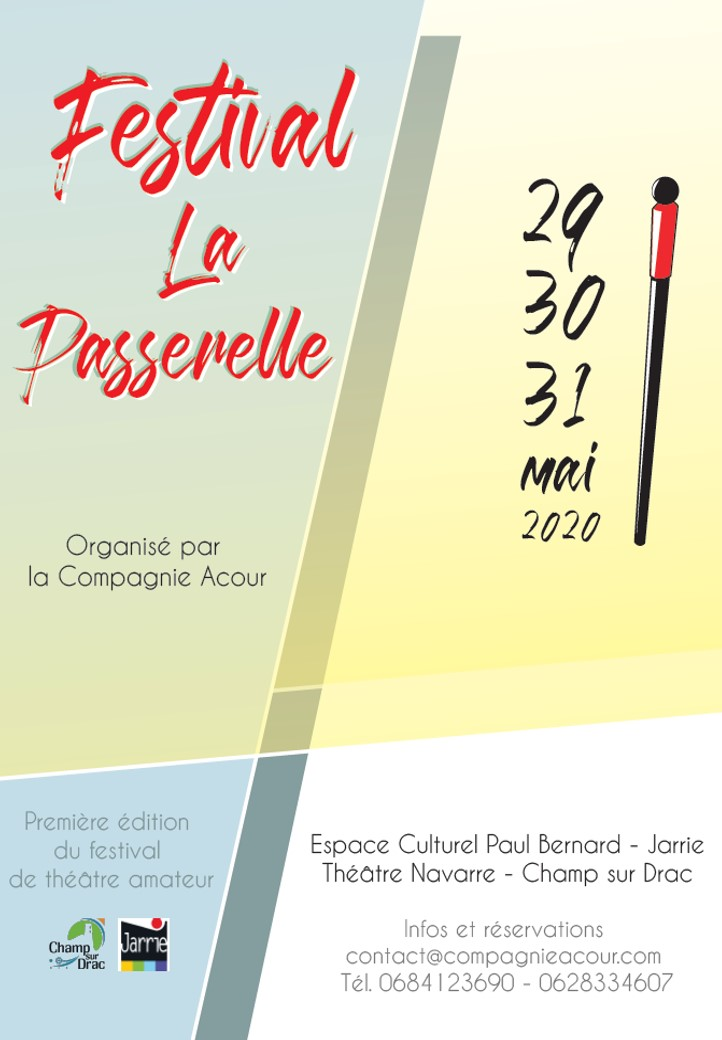 Festival
La
Passerelle
29
30
31
mai
2020
Organisé par
la Compagnie Acour
Première édition
du festival
de théâtre amateur
Champ
sur
Drac
Jarrie
Espace Culturel Paul Bernard - Jarrie
Théâtre Navarre - Champ sur Drac
Infos et réservations
contact@compagnieacour.com
Tél. 0684123690 - 0628334607